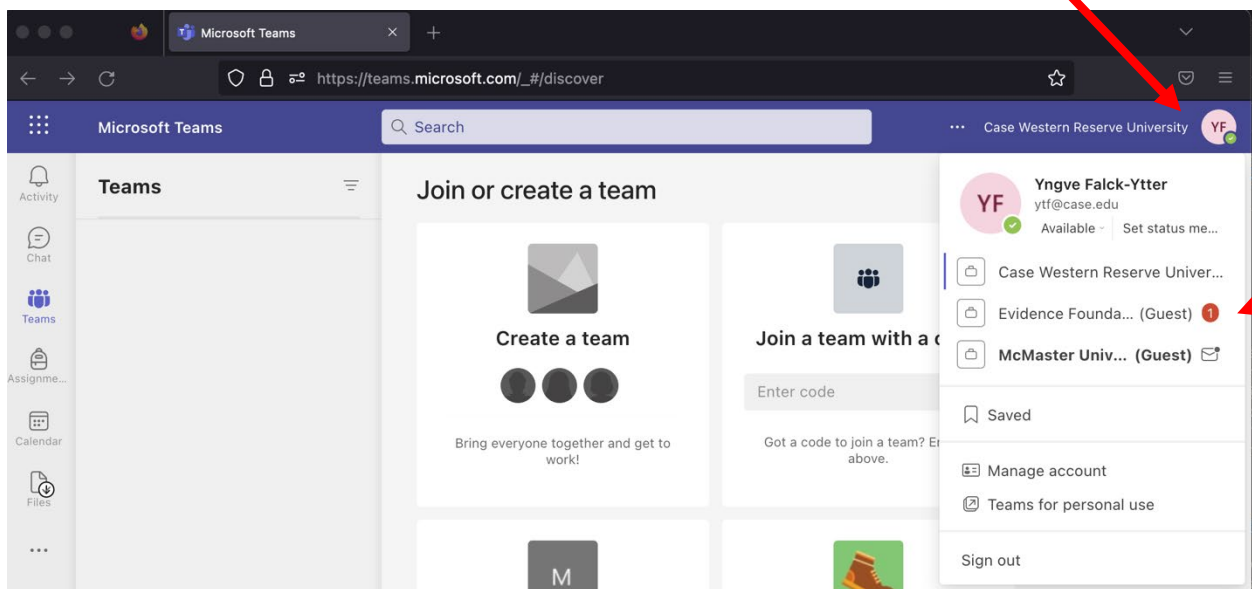 Microsoft Teams
https://teams.microsoft.com/_#/discover
Microsoft Teams
Search
Case Western Reserve University
YF
Activity
Chat
Teams
Assignme...
Calendar
Files
Teams
Join or create a team
Create a team
Bring everyone together and get to
work!
Join a team with a c
Enter code
Got a code to join a team? E
above.
M
YF
Yngve Falck-Ytter
ytf@case.edu
Available
Set status me...
Case Western Reserve Univer...
Evidence Founda... (Guest) 1
McMaster Univ... (Guest)
Saved
Manage account
Teams for personal use
Sign out